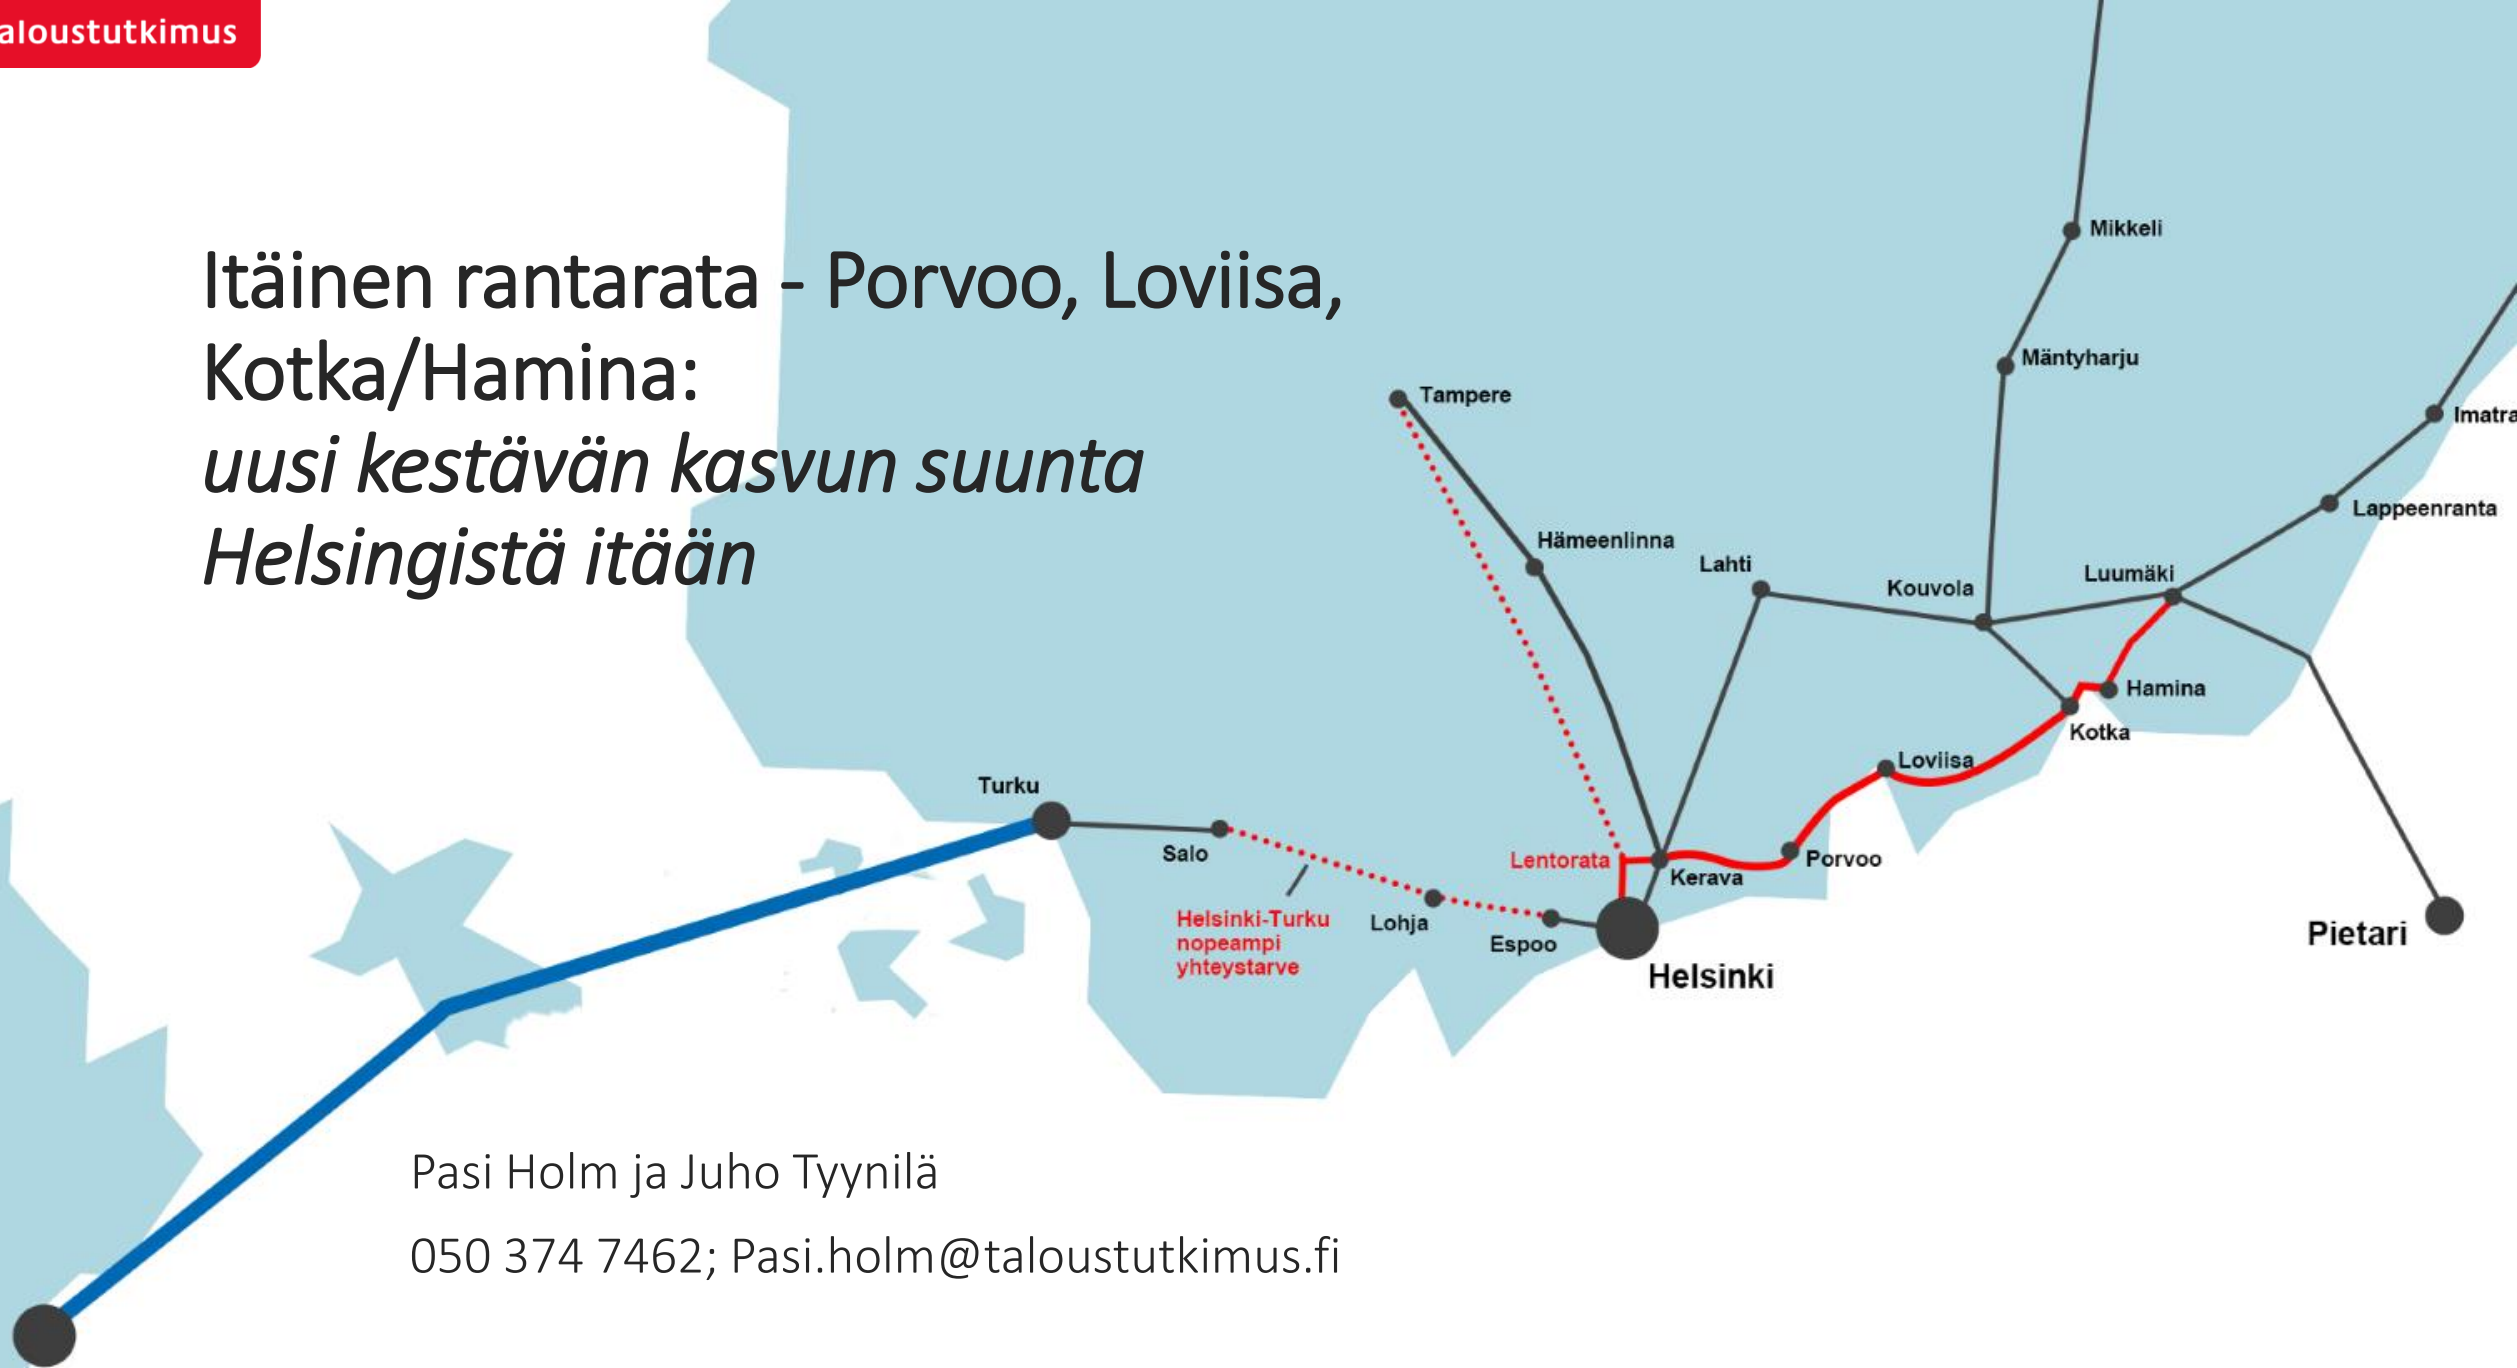 aloustutkimus
Itäinen rantarata - Porvoo, Loviisa,
Kotka/Hamina:
uusi kestävän kasvun suunta
Helsingistä itään
Mikkeli
Mäntyharju
Tampere
Imatra
Lappeenranta
Hämeenlinna
Lahti
Kouvola
Luumäki
Hamina
Kotka
Loviisa
Turku
Salo
Lentorata
Kerava
Porvoo
Helsinki-Turku
nopeampi
yhteystarve
Lohja
Espoo
Helsinki
Pietari
Pasi Holm ja Juho Tyynilä
050 374 7462; Pasi.holm@taloustutkimus.fi